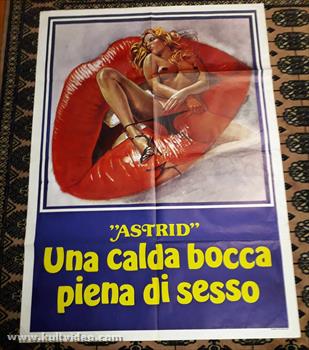 "ASTRID"
Una calda bocca
piena di sesso
www.kultvideo.com